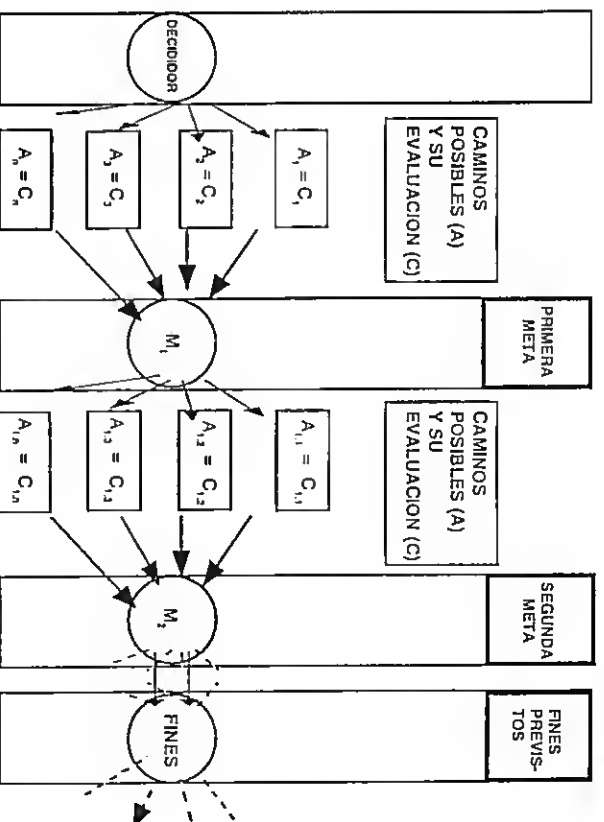 PRIMERA
META
SEGUNDA
META
FINES
PREVIS-
TOS
CAMINOS
POSIBLES (A)
Y SU
EVALUACION (C)
CAMINOS
POSIBLES (A)
Y SU
EVALUACION (C)
A₁ = C₁
A₁,₁ = C₁,₁
A₂ = C₂
A₁,₂ = C₁,₂
DECIDIDOR
M₁
M₂
FINES
A₃ = C₃
A₁,₃ = C₁,₃
Aₙ = Cₙ
A₁,ₙ = C₁,ₙ